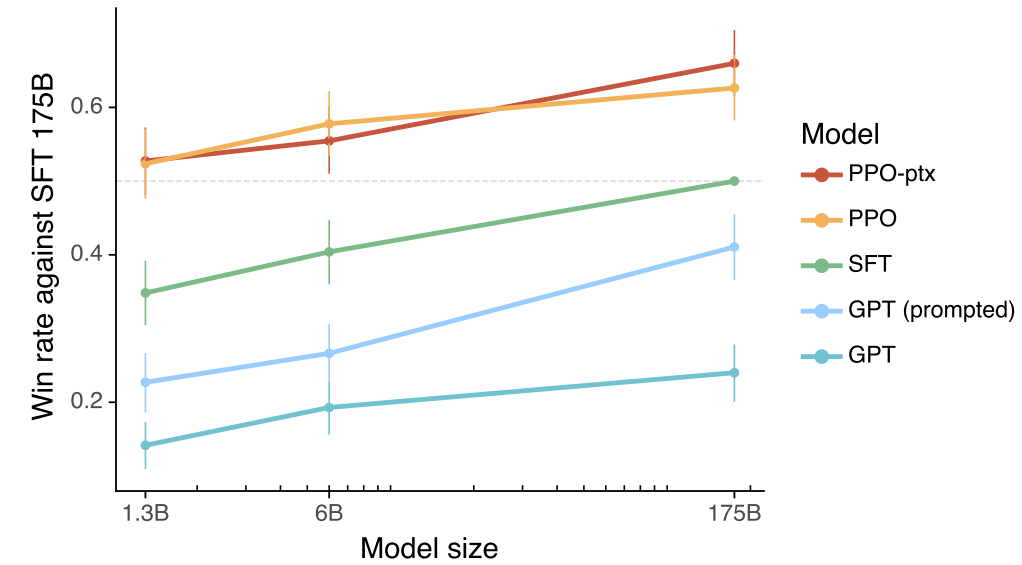 Win rate against SFT 175B
0.6
0.4
0.2
1.3B
6B
175B
Model size
Model
PPO-ptx
PPO
SFT
GPT (prompted)
GPT